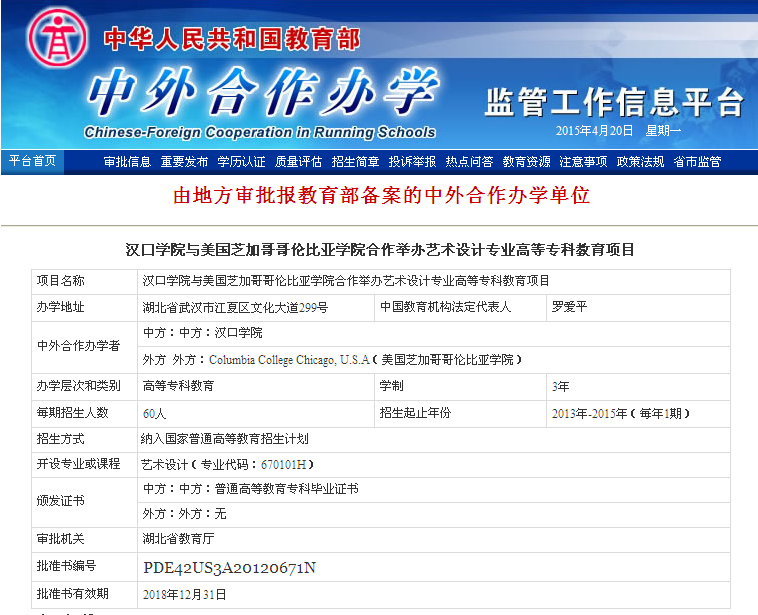 中华人民共和国教育部
中外合作办学
监管工作信息平台
Chinese-Foreign Cooperation in Running Schools
2015年4月20日 星期一
平台首页 审批信息 重要发布 学历认证 质量评估 招生简章 投诉举报 热点问答 教育资源 注意事项 政策法规 省市监管
由地方审批报教育部备案的中外合作办学单位
汉口学院与美国芝加哥哥伦比亚学院合作举办艺术设计专业高等专科教育项目
项目名称 汉口学院与美国芝加哥哥伦比亚学院合作举办艺术设计专业高等专科教育项目
办学地址 湖北省武汉市江夏区文化大道299号 中国教育机构法定代表人 罗爱平
中外合作办学者 中方：中方：汉口学院
外方 外方：Columbia College Chicago, U.S.A（美国芝加哥哥伦比亚学院）
办学层次和类别 高等专科教育 学制 3年
每期招生人数 60人 招生起止年份 2013年-2015年（每年1期）
招生方式 纳入国家普通高等教育招生计划
开设专业或课程 艺术设计（专业代码：670101H）
颁发证书 中方：中方：普通高等教育专科毕业证书
外方：外方：无
审批机关 湖北省教育厅
批准书编号 PDE42US3A20120671N
批准书有效期 2018年12月31日